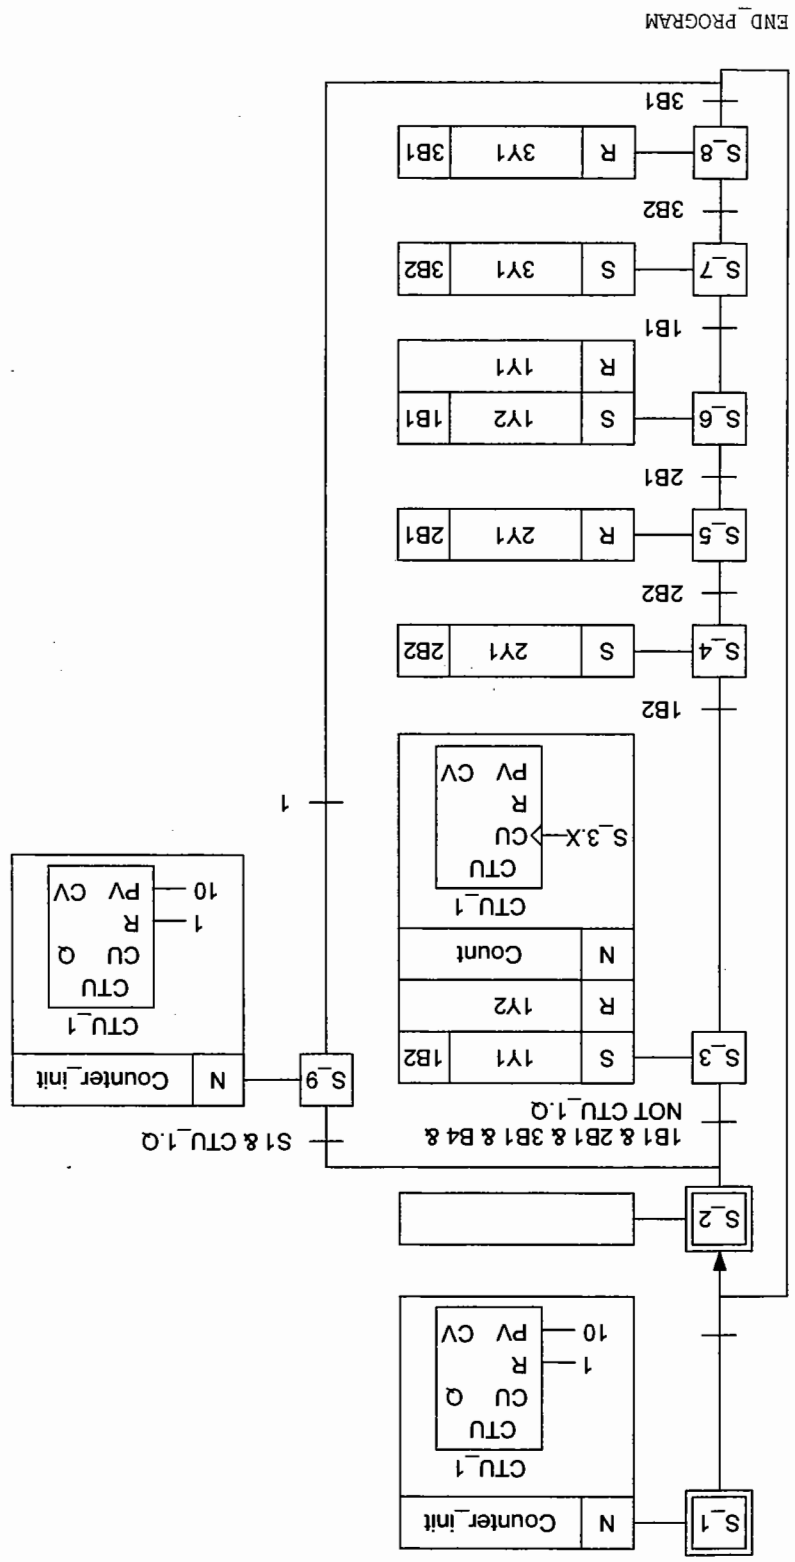 S_1
N
Counter_init
CTU_1
CTU
CU
Q
1
R
10
PV
CV
S_2
1B1 & 2B1 & 3B1 & B4 &
NOT CTU_1.Q
S1 & CTU_1.Q
S_3
S
1Y1
1B2
R
1Y2
N
Count
CTU_1
CTU
S_3.X
CU
R
PV
CV
S_9
N
Counter_init
CTU_1
CTU
CU
Q
1
R
10
PV
CV
1
1B2
S_4
S
2Y1
2B2
2B2
S_5
R
2Y1
2B1
2B1
S_6
S
1Y2
1B1
R
1Y1
1B1
S_7
S
3Y1
3B2
3B2
S_8
R
3Y1
3B1
3B1
END_PROGRAM